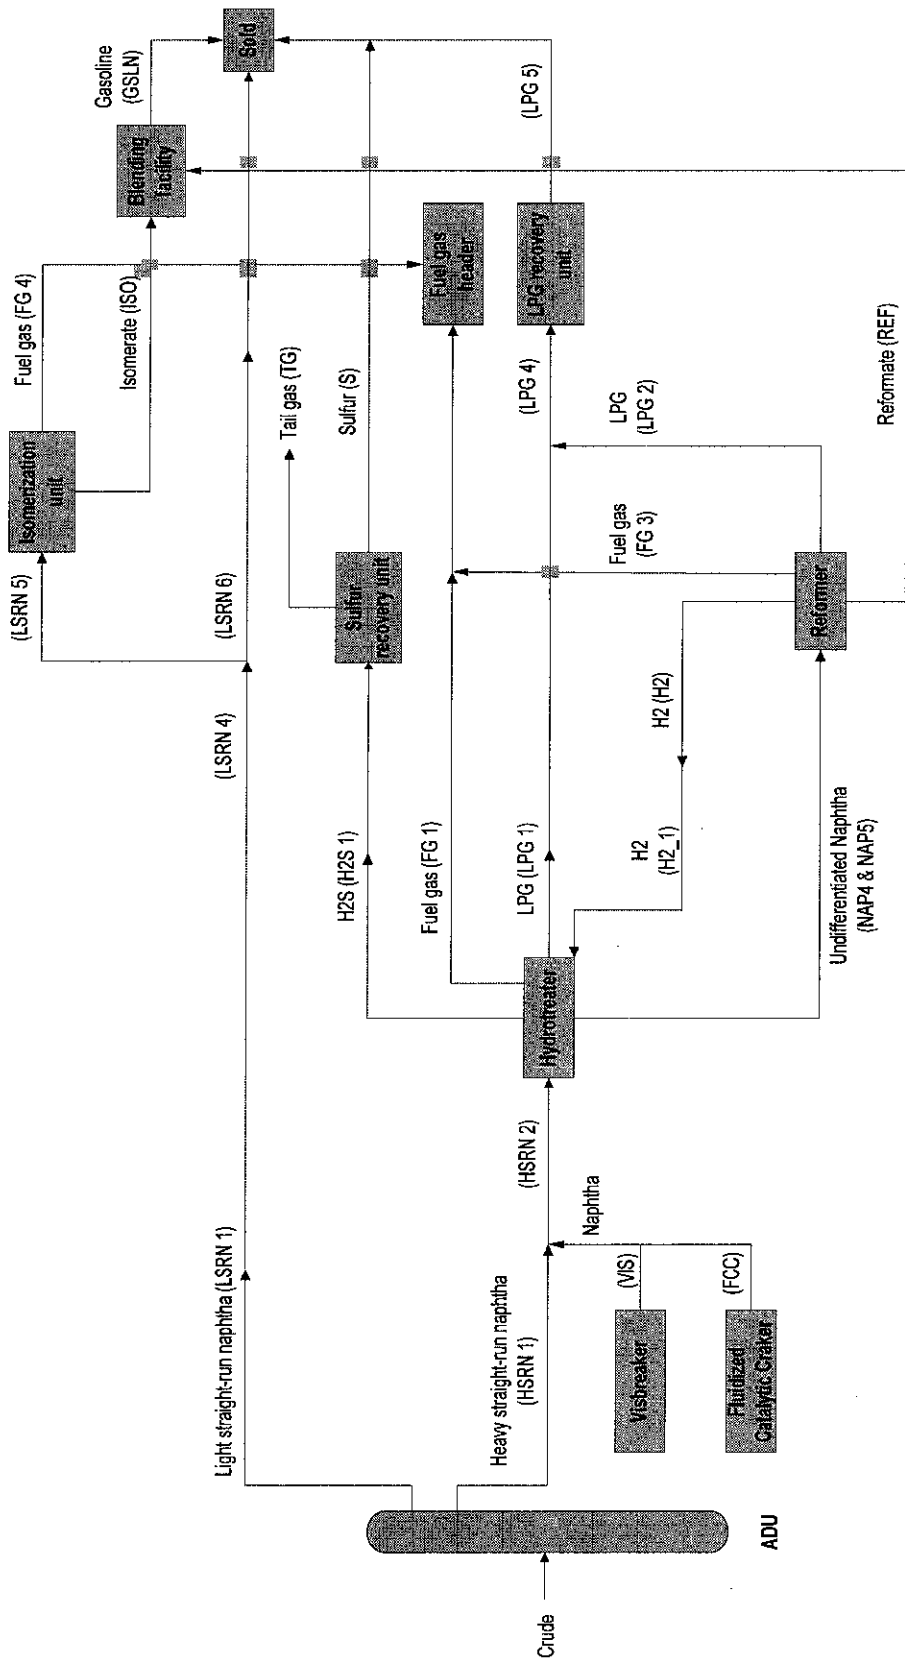 Crude
ADU
Light straight-run naphtha (LSRN 1)
Heavy straight-run naphtha
(HSRN 1)
Visbreaker
(VIS)
Fluidized
Catalytic Craker
(FCC)
Naphtha
(HSRN 2)
Hydrotreater
H2S (H2S 1)
Fuel gas (FG 1)
LPG (LPG 1)
H2
(H2_1)
H2 (H2)
Undifferentiated Naphtha
(NAP4 & NAP5)
Reformer
(LSRN 4)
(LSRN 5)
(LSRN 6)
Isomerization
unit
Sulfur
recovery unit
Tail gas (TG)
Sulfur (S)
Fuel gas
(FG 3)
LPG
(LPG 2)
(LPG 4)
Fuel gas (FG 4)
Isomerate (ISO)
Fuel gas
header
LPG recovery
unit
Reformate (REF)
Blending
facility
Gasoline
(GSLN)
(LPG 5)
Sold